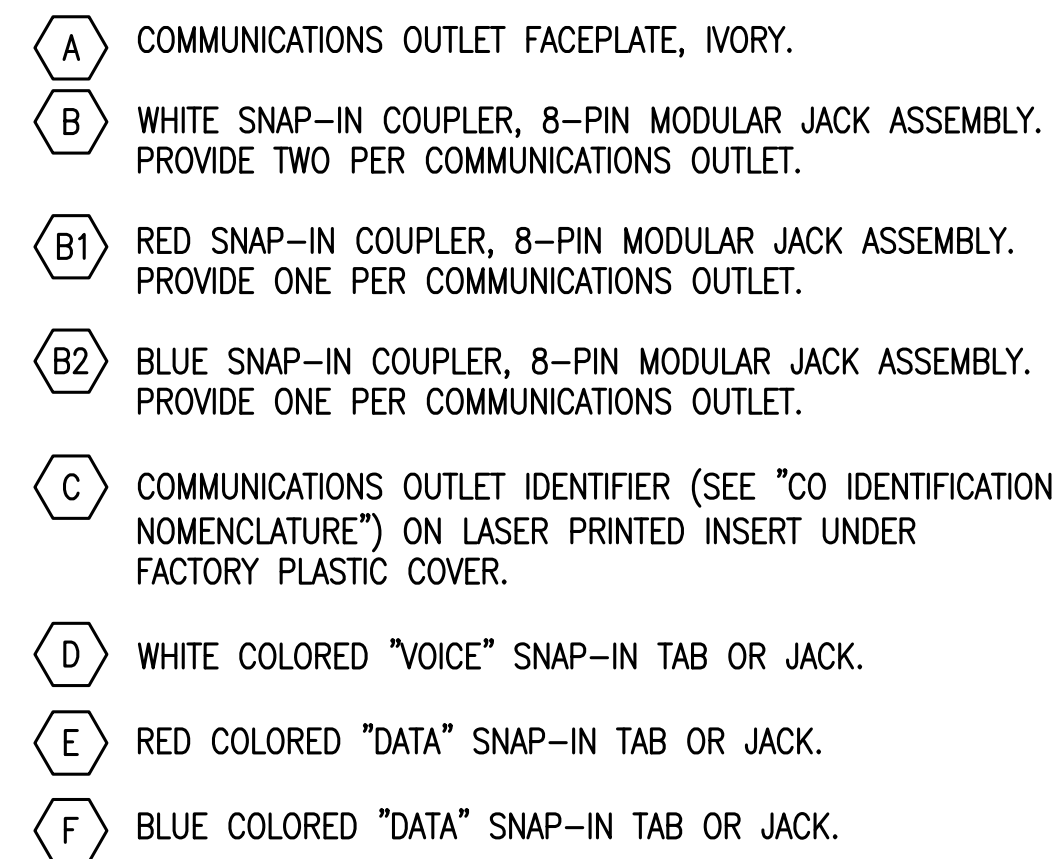 A COMMUNICATIONS OUTLET FACEPLATE, IVORY.
B WHITE SNAP-IN COUPLER, 8-PIN MODULAR JACK ASSEMBLY.
PROVIDE TWO PER COMMUNICATIONS OUTLET.
B1 RED SNAP-IN COUPLER, 8-PIN MODULAR JACK ASSEMBLY.
PROVIDE ONE PER COMMUNICATIONS OUTLET.
B2 BLUE SNAP-IN COUPLER, 8-PIN MODULAR JACK ASSEMBLY.
PROVIDE ONE PER COMMUNICATIONS OUTLET.
C COMMUNICATIONS OUTLET IDENTIFIER (SEE "CO IDENTIFICATION
NOMENCLATURE") ON LASER PRINTED INSERT UNDER
FACTORY PLASTIC COVER.
D WHITE COLORED "VOICE" SNAP-IN TAB OR JACK.
E RED COLORED "DATA" SNAP-IN TAB OR JACK.
F BLUE COLORED "DATA" SNAP-IN TAB OR JACK.